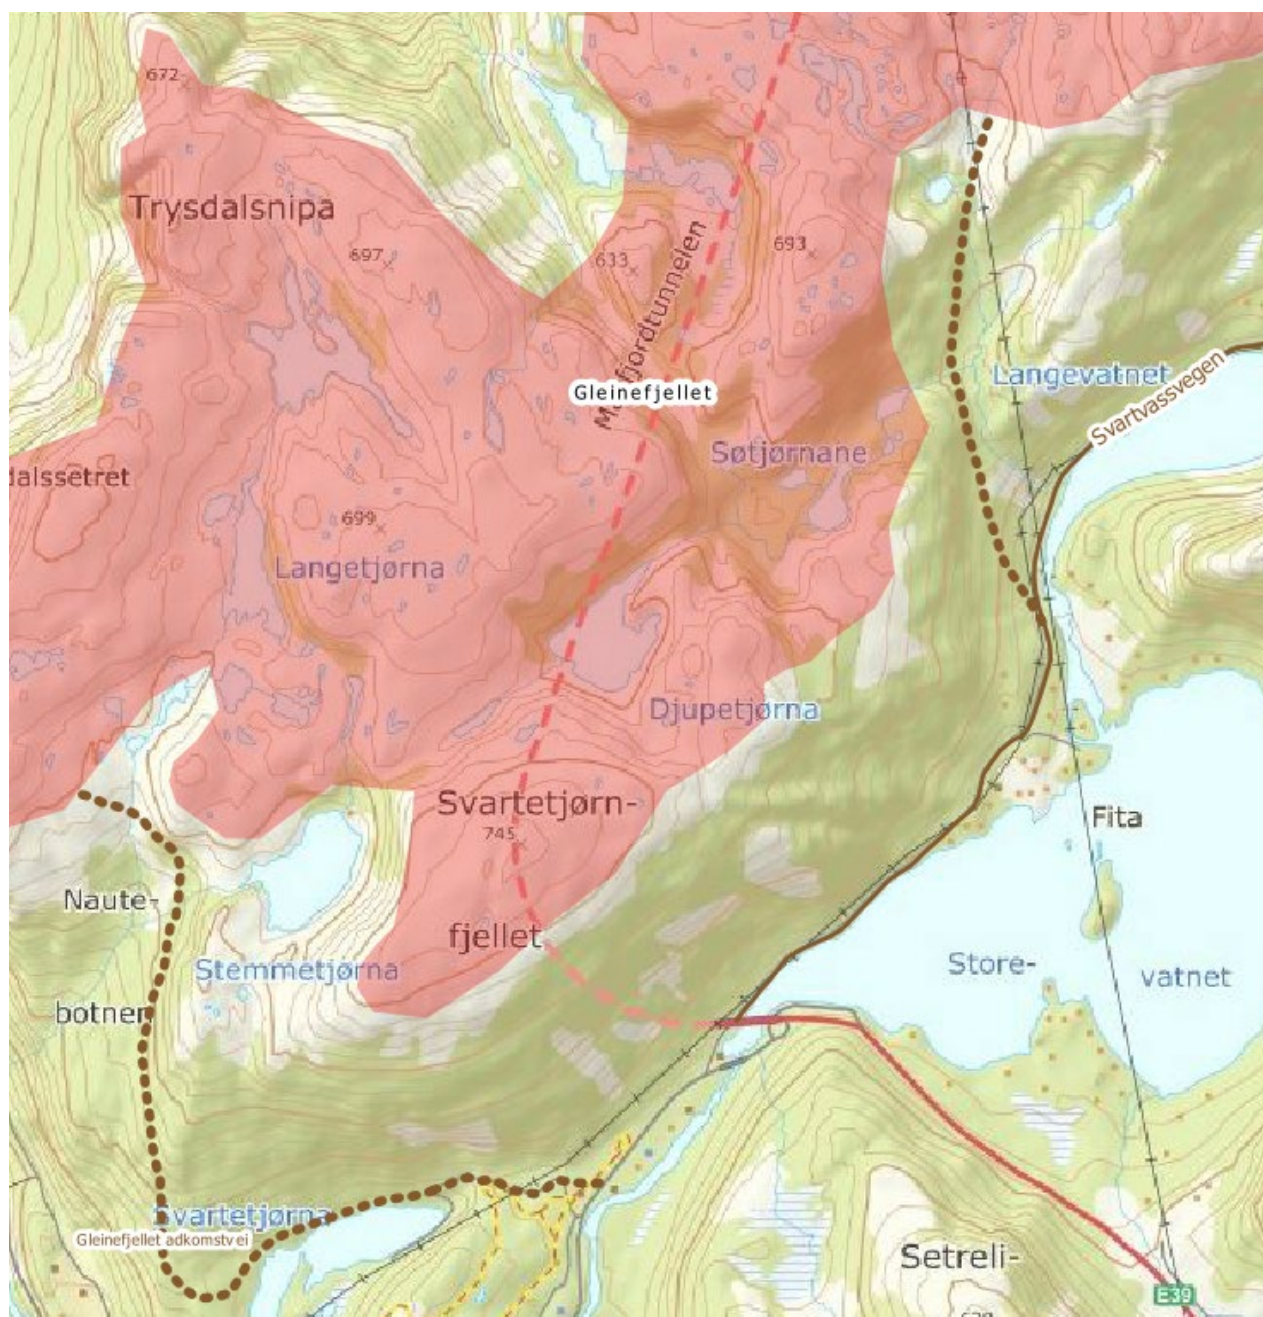 672
Trysdalsnipa
697
633
693
fjordtunnelen
Gleinefjellet
Langevatnet
Svartvassvegen
Søtjørnane
dalssetret
699
Langetjørna
Djupetjørna
Svartetjørn-
745
Fita
Naute-
fjellet
Stemmetjørna
Store-
vatnet
botnen
Svartetjørna
Gleinefjellet adkomstvei
Setreli-
E39